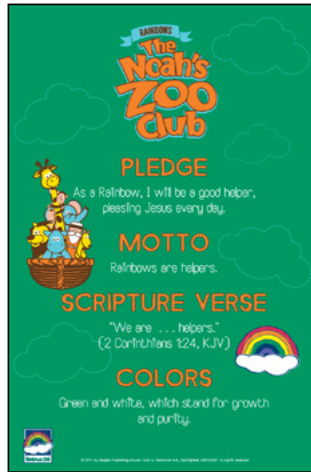 RAINBOWS
The
Noah's
ZOO
Club
PLEDGE
As a Rainbow, I will be a good helper,
pleasing Jesus every day.
MOTTO
Rainbows are helpers.
SCRIPTURE VERSE
"We are . . . helpers."
(2 Corinthians 1:24, KJV)
COLORS
Green and white, which stand for growth
and purity.